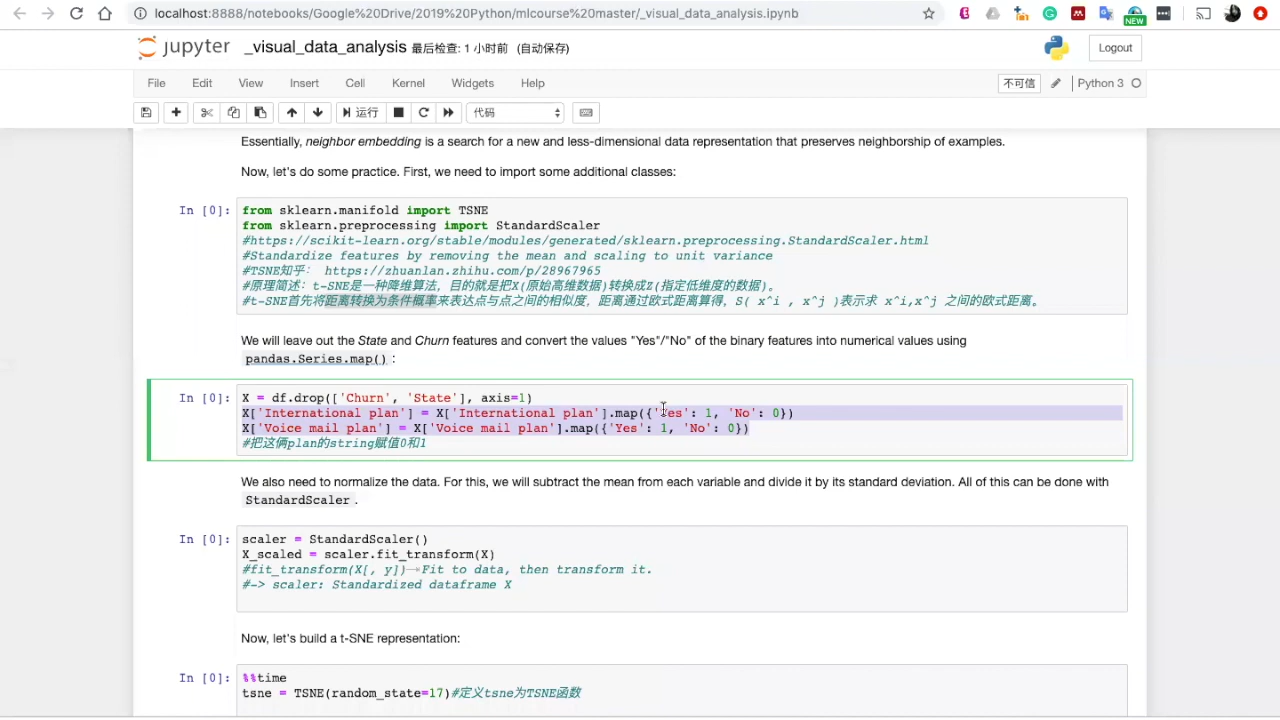 localhost:8888/notebooks/Google%20Drive/2%20-%20Python/mlcourse%20master/_visual_data_analysis.ipynb
NEW
jupyter _visual_data_analysis 最后检查: 1 小时前 (自动保存)
Logout
File Edit View Insert Cell Kernel Widgets Help
不可信 Python 3
运行 代码
Essentially, neighbor embedding is a search for a new and less-dimensional data representation that preserves neighborship of examples.
Now, let's do some practice. First, we need to import some additional classes:
In [0]: from sklearn.manifold import TSNE
from sklearn.preprocessing import StandardScaler
#https://scikit-learn.org/stable/modules/generated/sklearn.preprocessing.StandardScaler.html
#Standardize features by removing the mean and scaling to unit variance
#TSNE知乎： https://zhuanlan.zhihu.com/p/28967965
#原理简述：t-SNE是一种降维算法，目的就是把X(原始高维数据)转换成Z(指定低维度的数据)。
#t-SNE首先将距离转换为条件概率来表达点与点之间的相似度，距离通过欧式距离算得，S( x^i , x^j )表示求 x^i,x^j 之间的欧式距离。
We will leave out the State and Churn features and convert the values "Yes"/"No" of the binary features into numerical values using
pandas.Series.map() :
In [0]: X = df.drop(['Churn', 'State'], axis=1)
X['International plan'] = X['International plan'].map({'Yes': 1, 'No': 0})
X['Voice mail plan'] = X['Voice mail plan'].map({'Yes': 1, 'No': 0})
#把这俩plan的string赋值0和1
We also need to normalize the data. For this, we will subtract the mean from each variable and divide it by its standard deviation. All of this can be done with
StandardScaler .
In [0]: scaler = StandardScaler()
X_scaled = scaler.fit_transform(X)
#fit_transform(X[, y])→Fit to data, then transform it.
#-> scaler: Standardized dataframe X
Now, let's build a t-SNE representation:
In [0]: %%time
tsne = TSNE(random_state=17)#定义tsne为TSNE函数